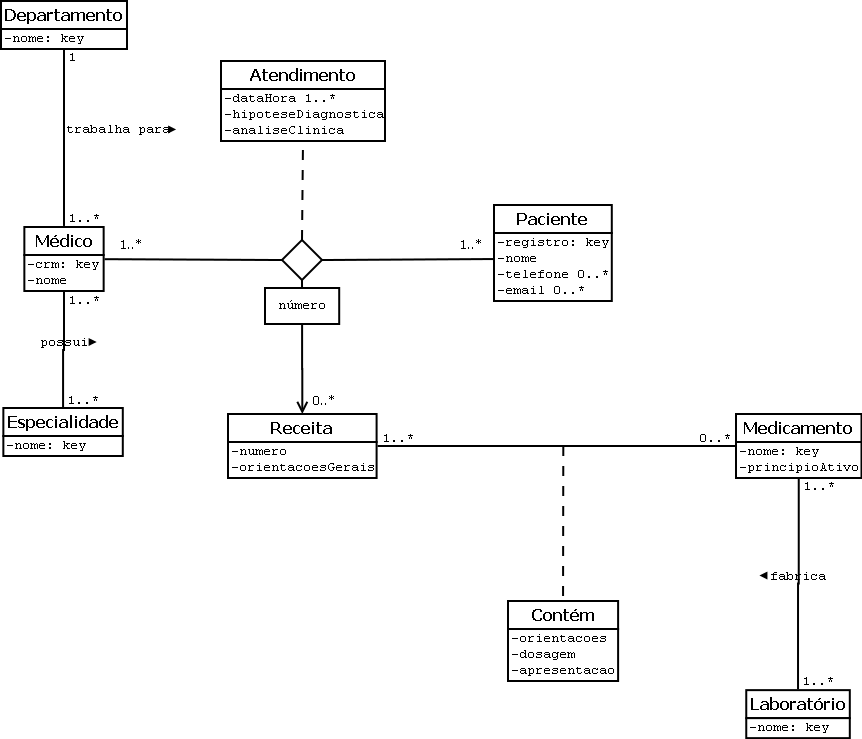 Departamento
-nome: key
1
trabalha para
1..*
Atendimento
-dataHora 1..*
-hipoteseDiagnostica
-analiseClinica
Médico
-crm: key
-nome
1..*
1..*
Paciente
-registro: key
-nome
-telefone 0..*
-email 0..*
1..*
possui
1..*
número
0..*
Especialidade
-nome: key
Receita
-numero
-orientacoesGerais
1..*
0..*
Medicamento
-nome: key
-principioAtivo
1..*
fabrica
Contém
-orientacoes
-dosagem
-apresentacao
1..*
Laboratório
-nome: key